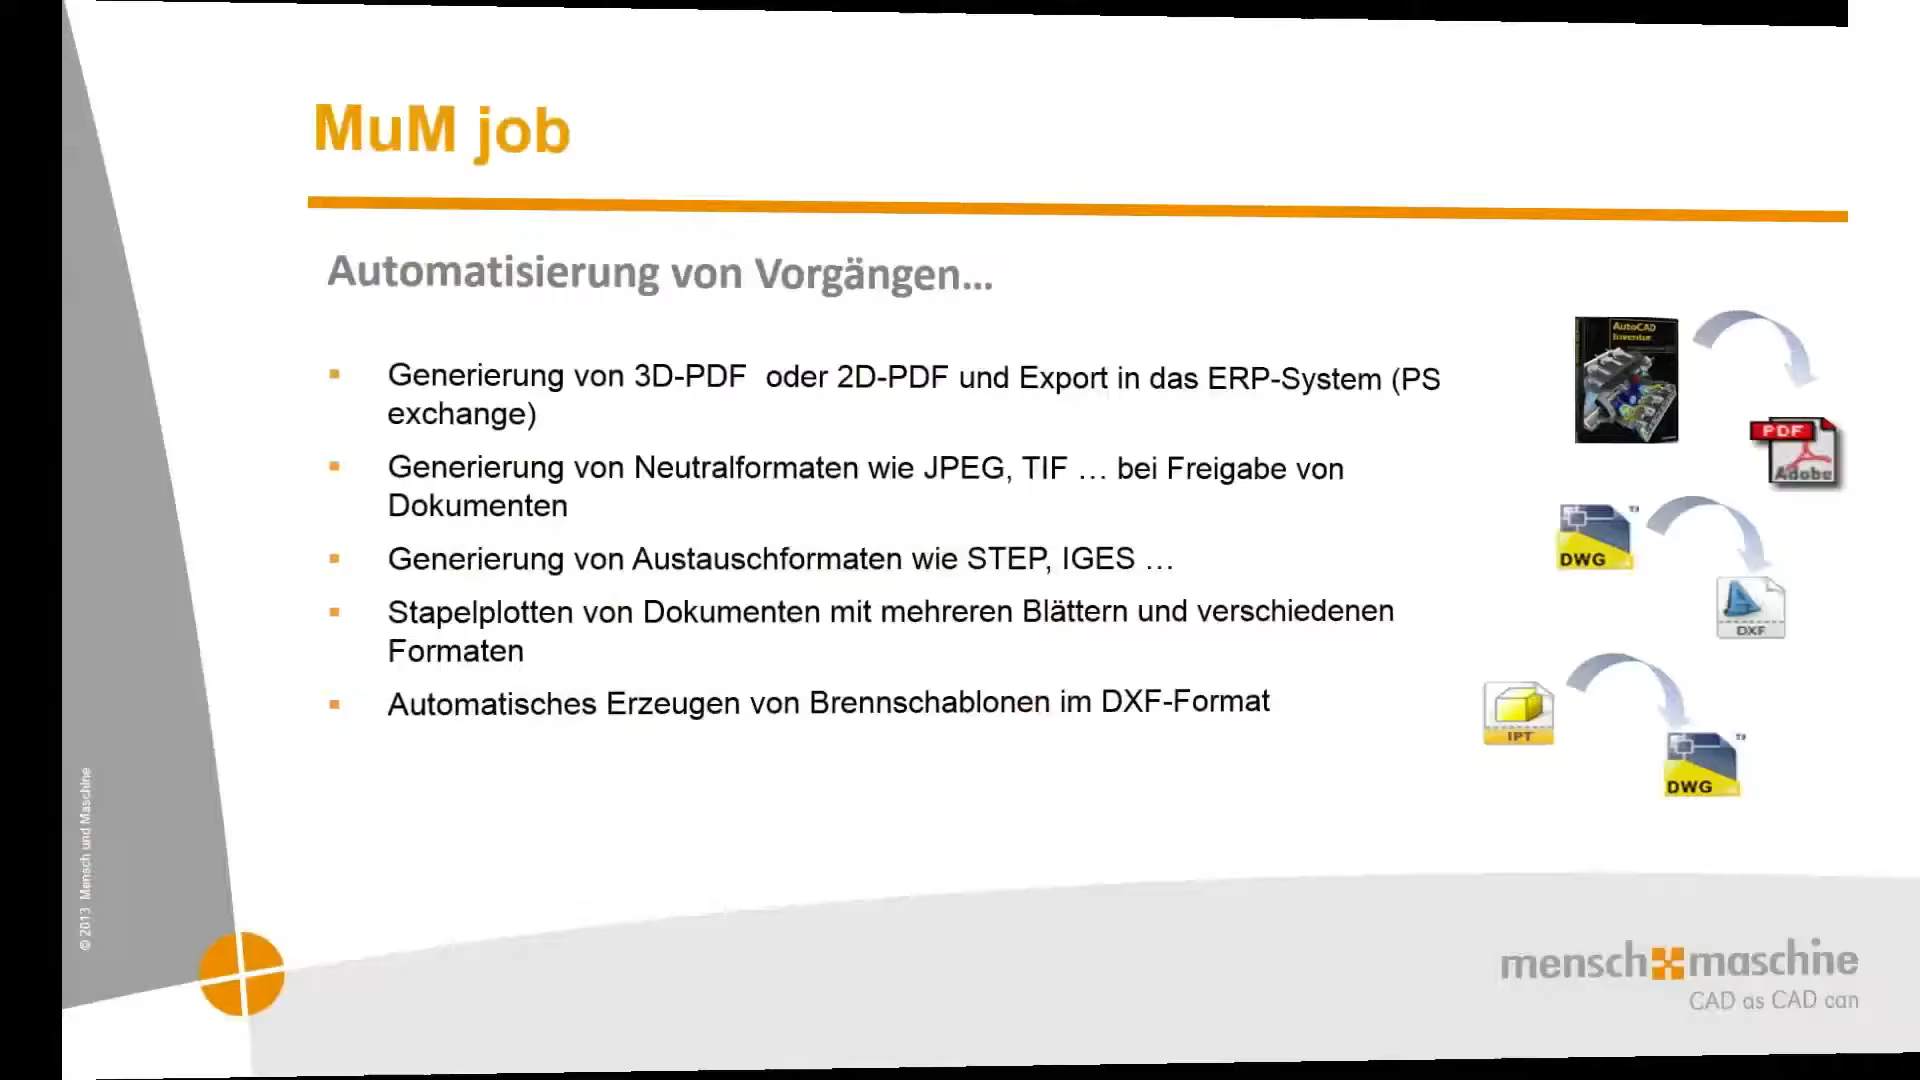 MuM job
Automatisierung von Vorgängen...
▪ Generierung von 3D-PDF oder 2D-PDF und Export in das ERP-System (PS
exchange)
▪ Generierung von Neutralformaten wie JPEG, TIF … bei Freigabe von
Dokumenten
▪ Generierung von Austauschformaten wie STEP, IGES …
▪ Stapelplotten von Dokumenten mit mehreren Blättern und verschiedenen
Formaten
▪ Automatisches Erzeugen von Brennschablonen im DXF-Format
AutoCAD
Inventor
PDF
Adobe
DWG
DXF
IPT
DWG
© 2013 Mensch und Maschine
mensch maschine
CAD as CAD can